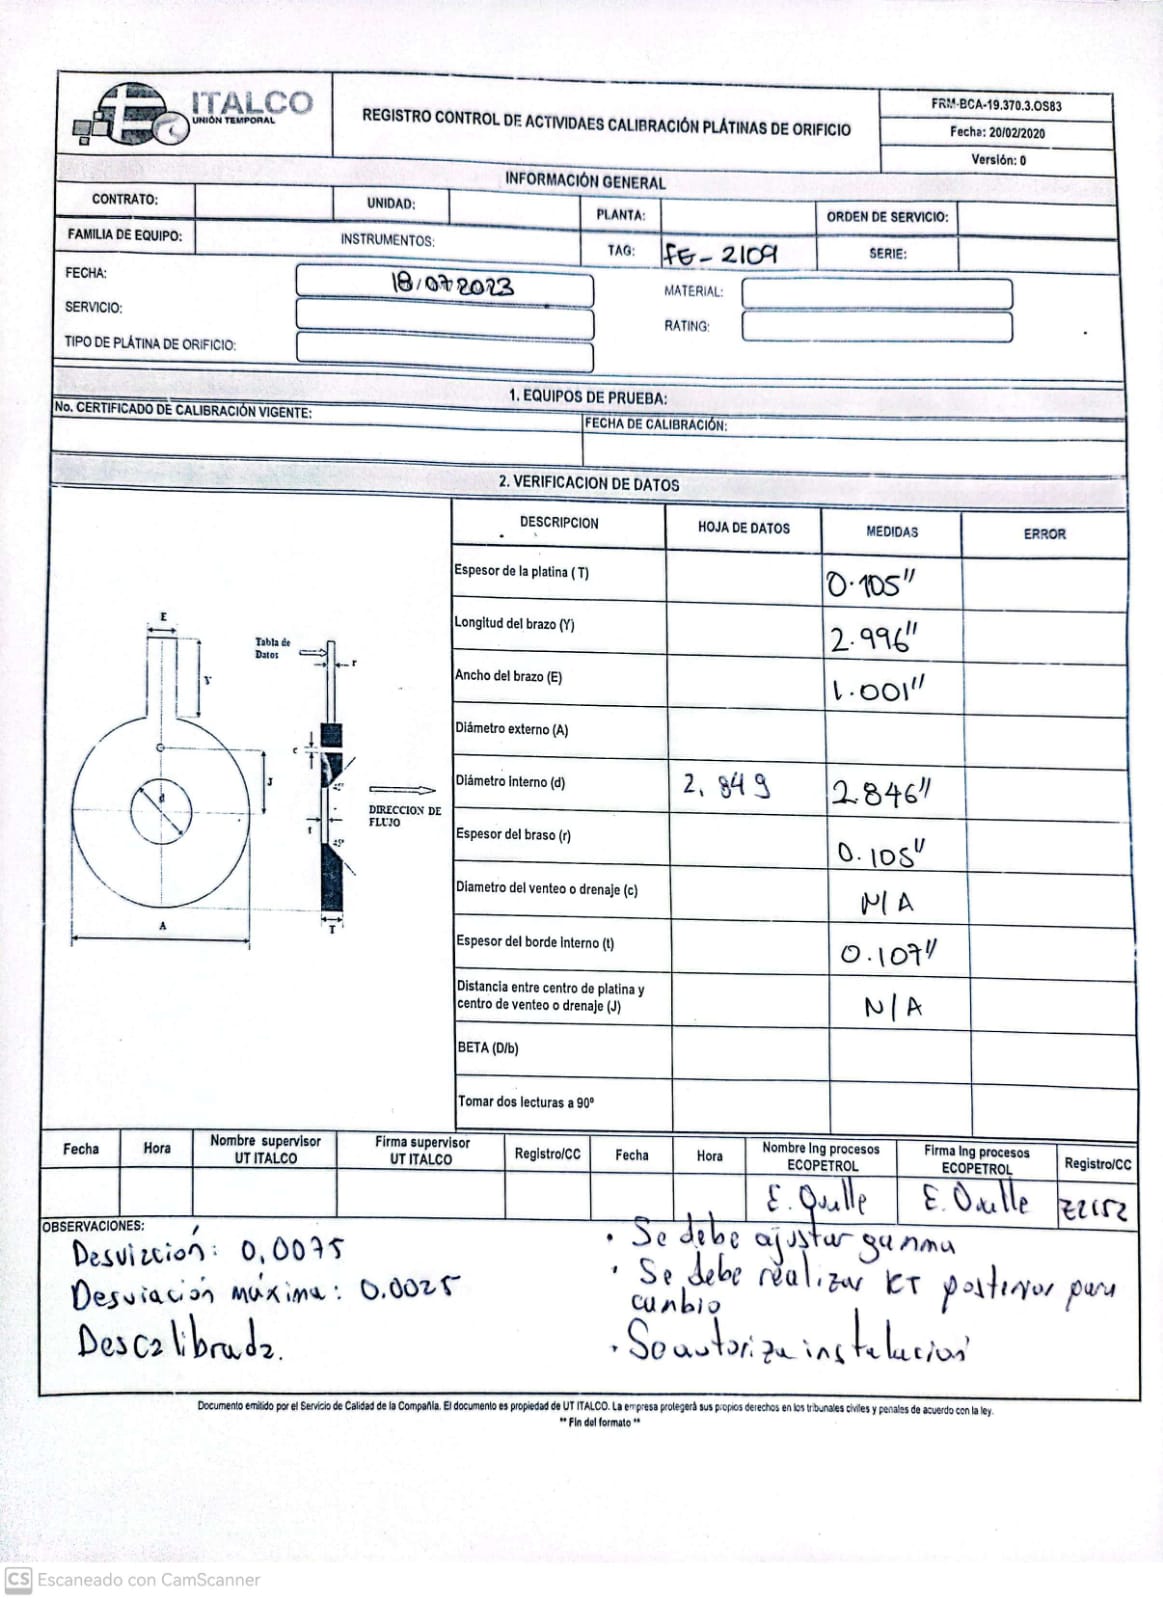 ITALCO
UNIÓN TEMPORAL
REGISTRO CONTROL DE ACTIVIDAES CALIBRACIÓN PLÁTINAS DE ORIFICIO
FRM-BCA-19.370.3.OS83
Fecha: 20/02/2020
Versión: 0
INFORMACIÓN GENERAL
CONTRATO:
UNIDAD:
PLANTA:
ORDEN DE SERVICIO:
FAMILIA DE EQUIPO:
INSTRUMENTOS:
TAG: FE-2109
SERIE:
FECHA: 18/07 2023
MATERIAL:
SERVICIO:
RATING:
TIPO DE PLÁTINA DE ORIFICIO:
1. EQUIPOS DE PRUEBA:
No. CERTIFICADO DE CALIBRACIÓN VIGENTE:
FECHA DE CALIBRACIÓN:
2. VERIFICACION DE DATOS
DESCRIPCION HOJA DE DATOS MEDIDAS ERROR
Espesor de la platina (T) 0.105"
Longitud del brazo (Y) 2.996"
Ancho del brazo (E) 1.001"
Diámetro externo (A)
Diámetro interno (d) 2,849 2.846"
Espesor del braso (r) 0.105"
Diametro del venteo o drenaje (c) N/A
Espesor del borde Interno (t) 0.107"
Distancia entre centro de platina y
centro de venteo o drenaje (J) N/A
BETA (D/b)
Tomar dos lecturas a 90º
E
Tabla de
Datos
r
Y
c
J
d
45º
DIRECCION DE
FLUJO
t
45º
A
T
Fecha
Hora
Nombre supervisor
UT ITALCO
Firma supervisor
UT ITALCO
Registro/CC
Fecha
Hora
Nombre Ing procesos
ECOPETROL
Firma Ing procesos
ECOPETROL
Registro/CC
E. Ovalle
E. Ovalle
OBSERVACIONES:
Desviación: 0,0075
Desviación máxima: 0.0025
Descalibrada.
· Se debe ajustar gamma
· Se debe realizar KT posterior para
cambio
· Se autoriza instalación
Documento emitido por el Servicio de Calidad de la Compañía. El documento es propiedad de UT ITALCO. La empresa protegerá sus propios derechos en los tribunales civiles y penales de acuerdo con la ley.
** Fin del formato **
CS Escaneado con CamScanner